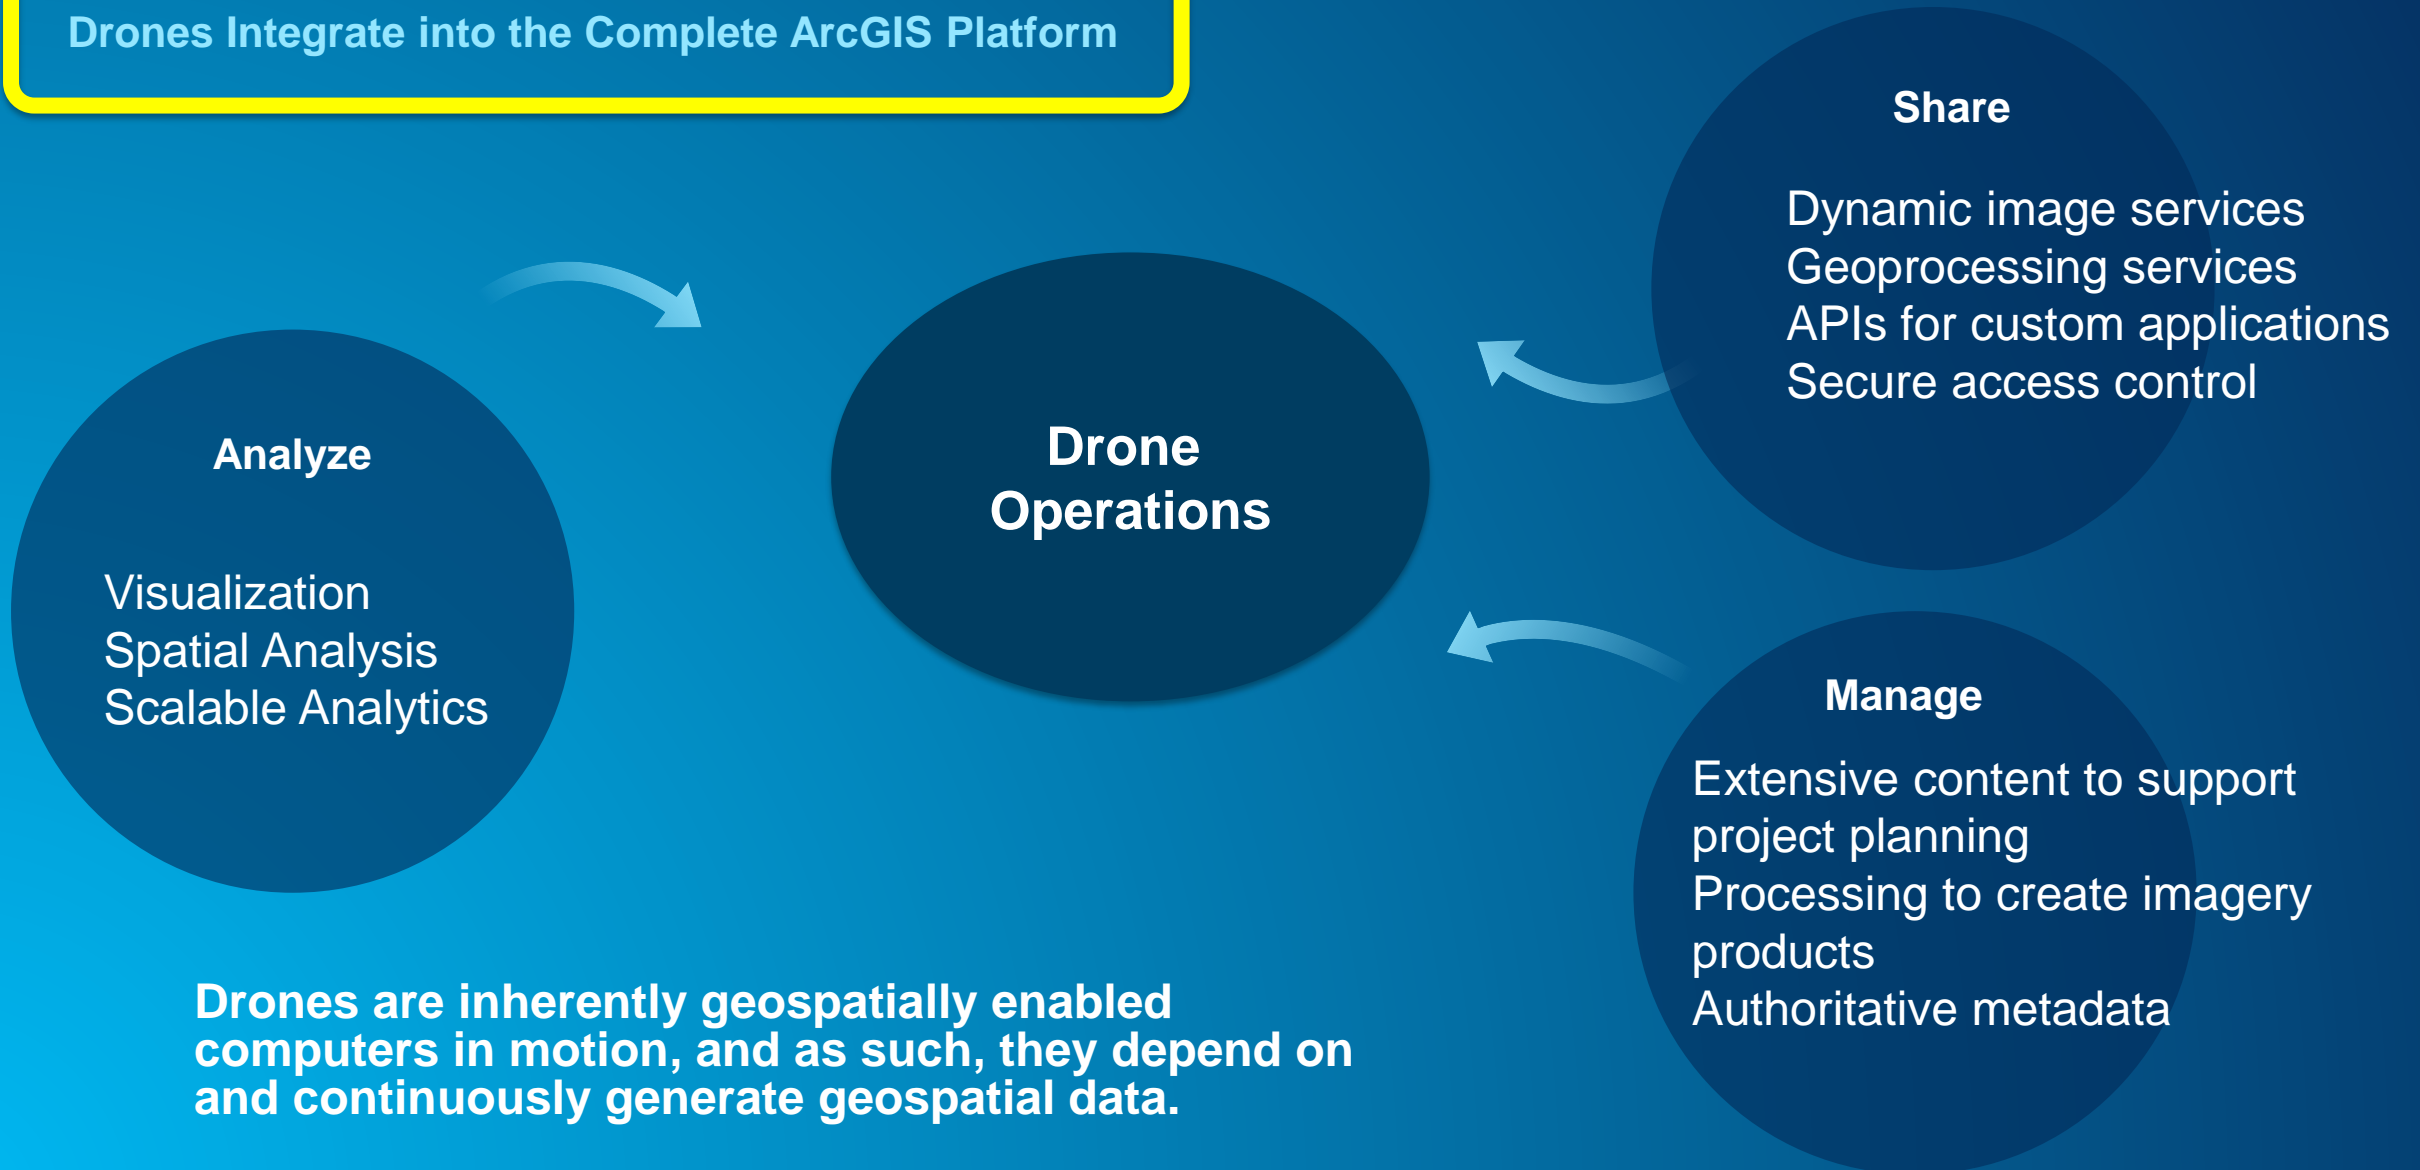 Drones Integrate into the Complete ArcGIS Platform
Share
Dynamic image services
Geoprocessing services
APIs for custom applications
Secure access control
Analyze
Visualization
Spatial Analysis
Scalable Analytics
Drone
Operations
Manage
Extensive content to support
project planning
Processing to create imagery
products
Authoritative metadata
Drones are inherently geospatially enabled
computers in motion, and as such, they depend on
and continuously generate geospatial data.